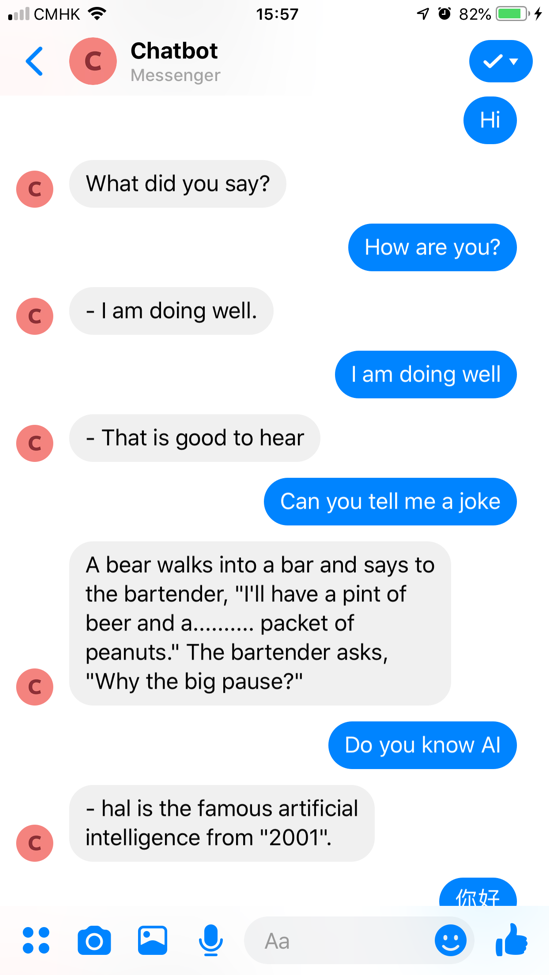 CMHK 15:57 82%
C Chatbot
Messenger
Hi
C What did you say?
How are you?
C - I am doing well.
I am doing well
C - That is good to hear
Can you tell me a joke
A bear walks into a bar and says to
the bartender, "I'll have a pint of
beer and a.......... packet of
peanuts." The bartender asks,
C "Why the big pause?"
Do you know AI
- hal is the famous artificial
C intelligence from "2001".
你好
Aa